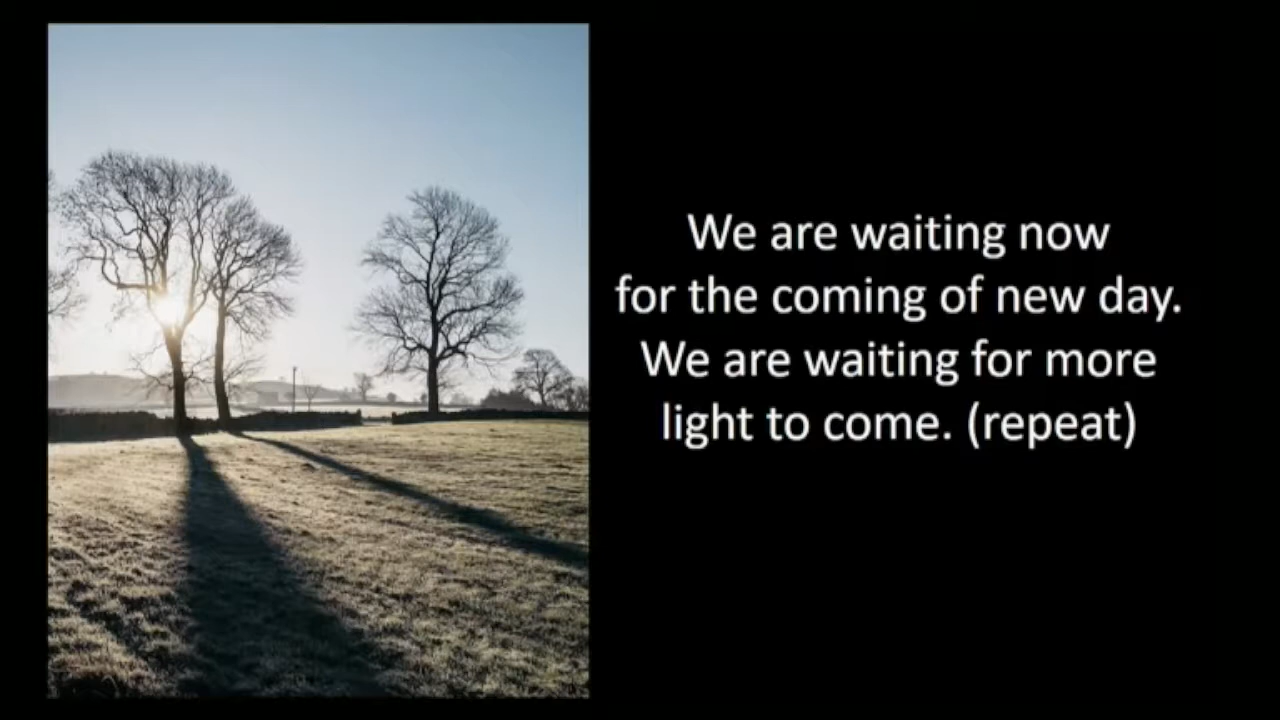 We are waiting now
for the coming of new day.
We are waiting for more
light to come. (repeat)